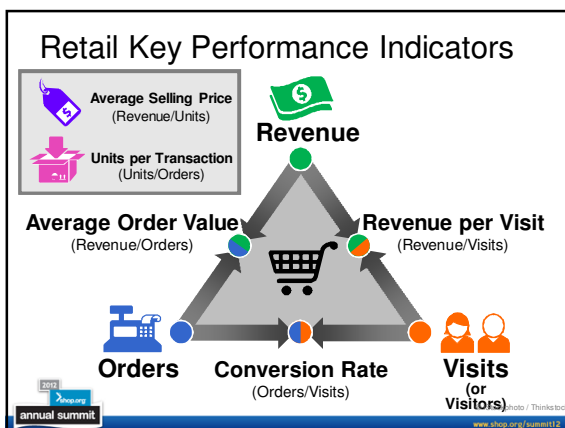 Retail Key Performance Indicators
Average Selling Price
(Revenue/Units)
Units per Transaction
(Units/Orders)
$
$
Revenue
Average Order Value
(Revenue/Orders)
Revenue per Visit
(Revenue/Visits)
Orders
Conversion Rate
(Orders/Visits)
Visits
(or
Visitors)
photo / Thinkstoc
2012
shop.org
annual summit
www.shop.org/summit12